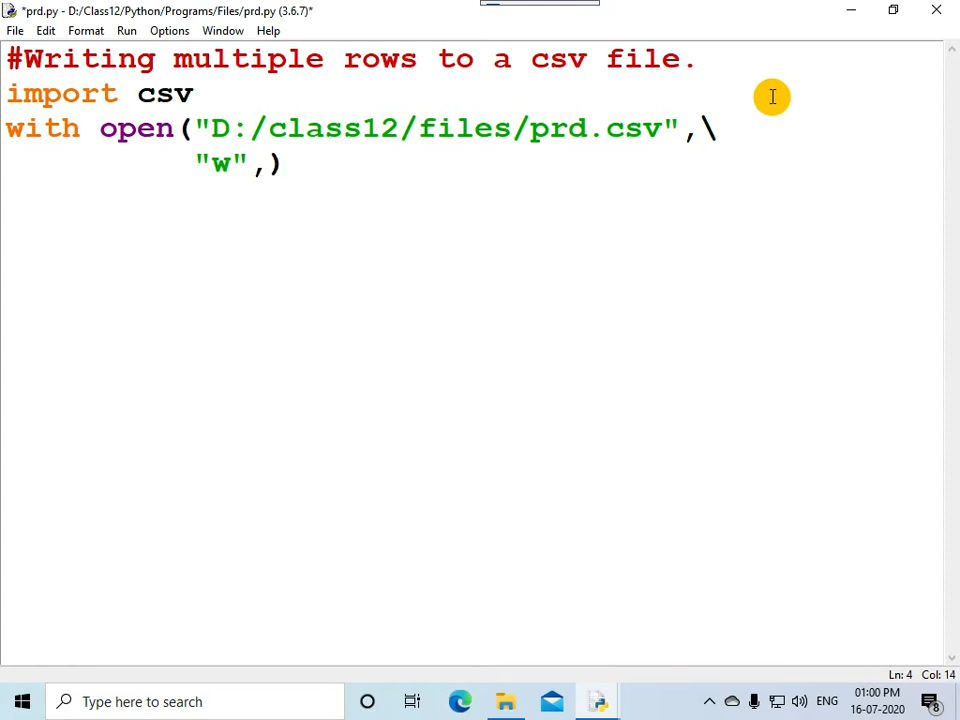 *prd.py - D:/Class12/Python/Programs/Files/prd.py (3.6.7)*
File Edit Format Run Options Window Help
#Writing multiple rows to a csv file.
import csv
with open("D:/class12/files/prd.csv",\
"w",)
Ln: 4 Col: 14
Type here to search
ENG
01:00 PM
16-07-2020
8